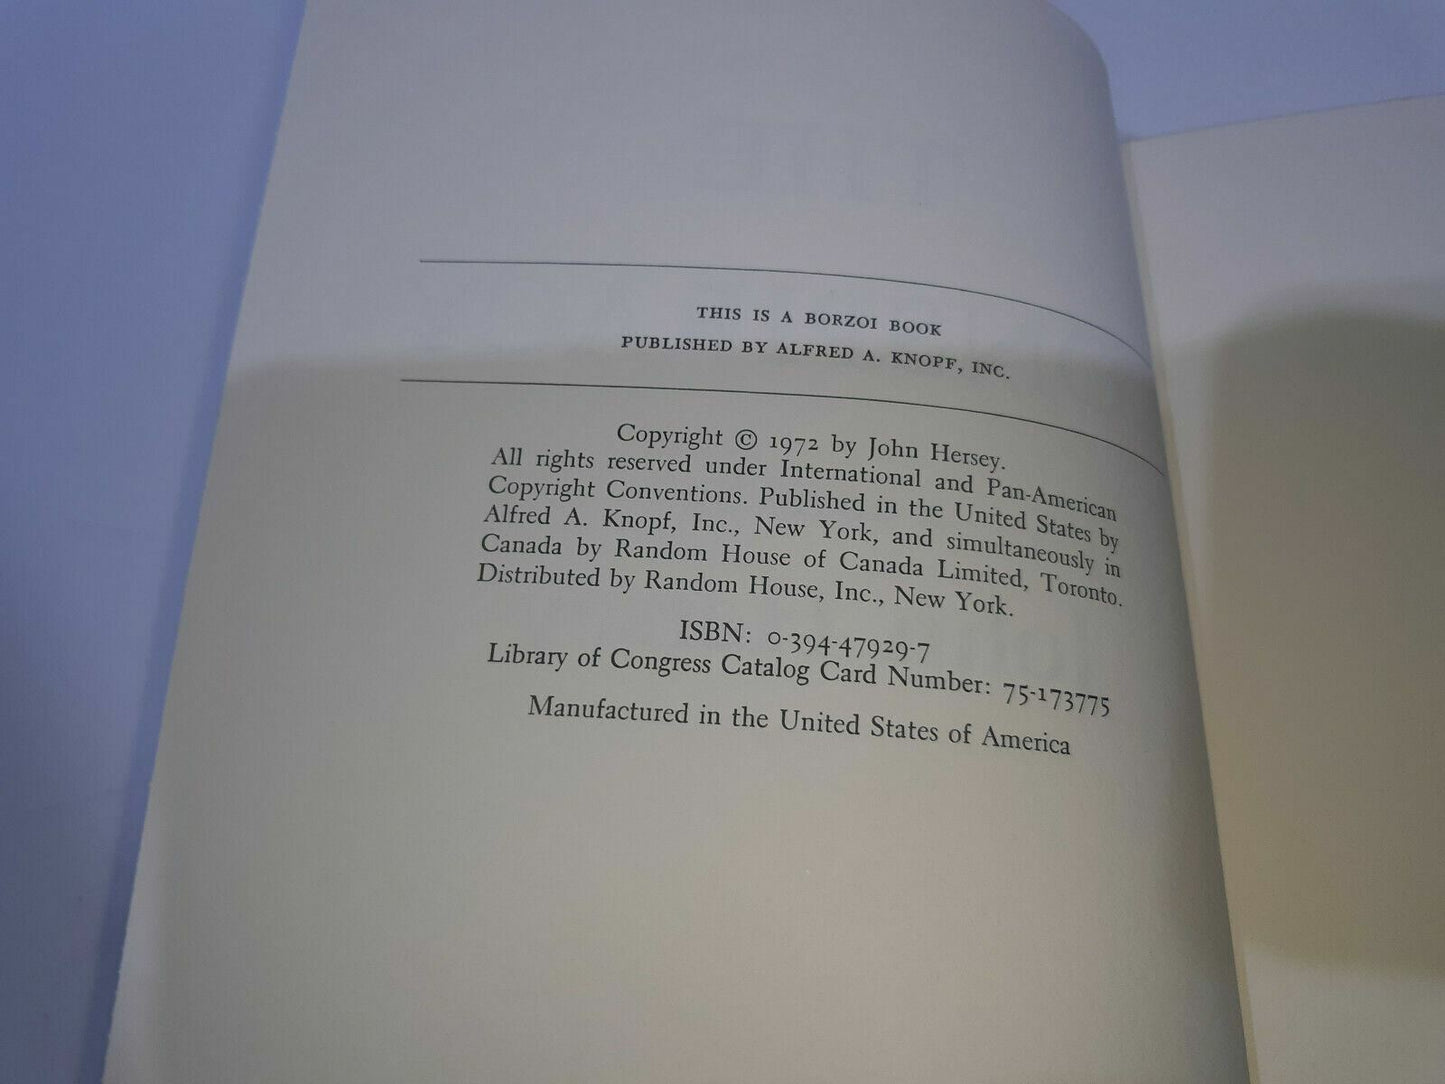 THIS IS A BORZOI BOOK
PUBLISHED BY ALFRED A. KNOPF, INC.
Copyright © 1972 by John Hersey.
All rights reserved under International and Pan-American
Copyright Conventions. Published in the United States by
Alfred A. Knopf, Inc., New York, and simultaneously in
Canada by Random House of Canada Limited, Toronto.
Distributed by Random House, Inc., New York.
ISBN: 0-394-47929-7
Library of Congress Catalog Card Number: 75-173775
Manufactured in the United States of America